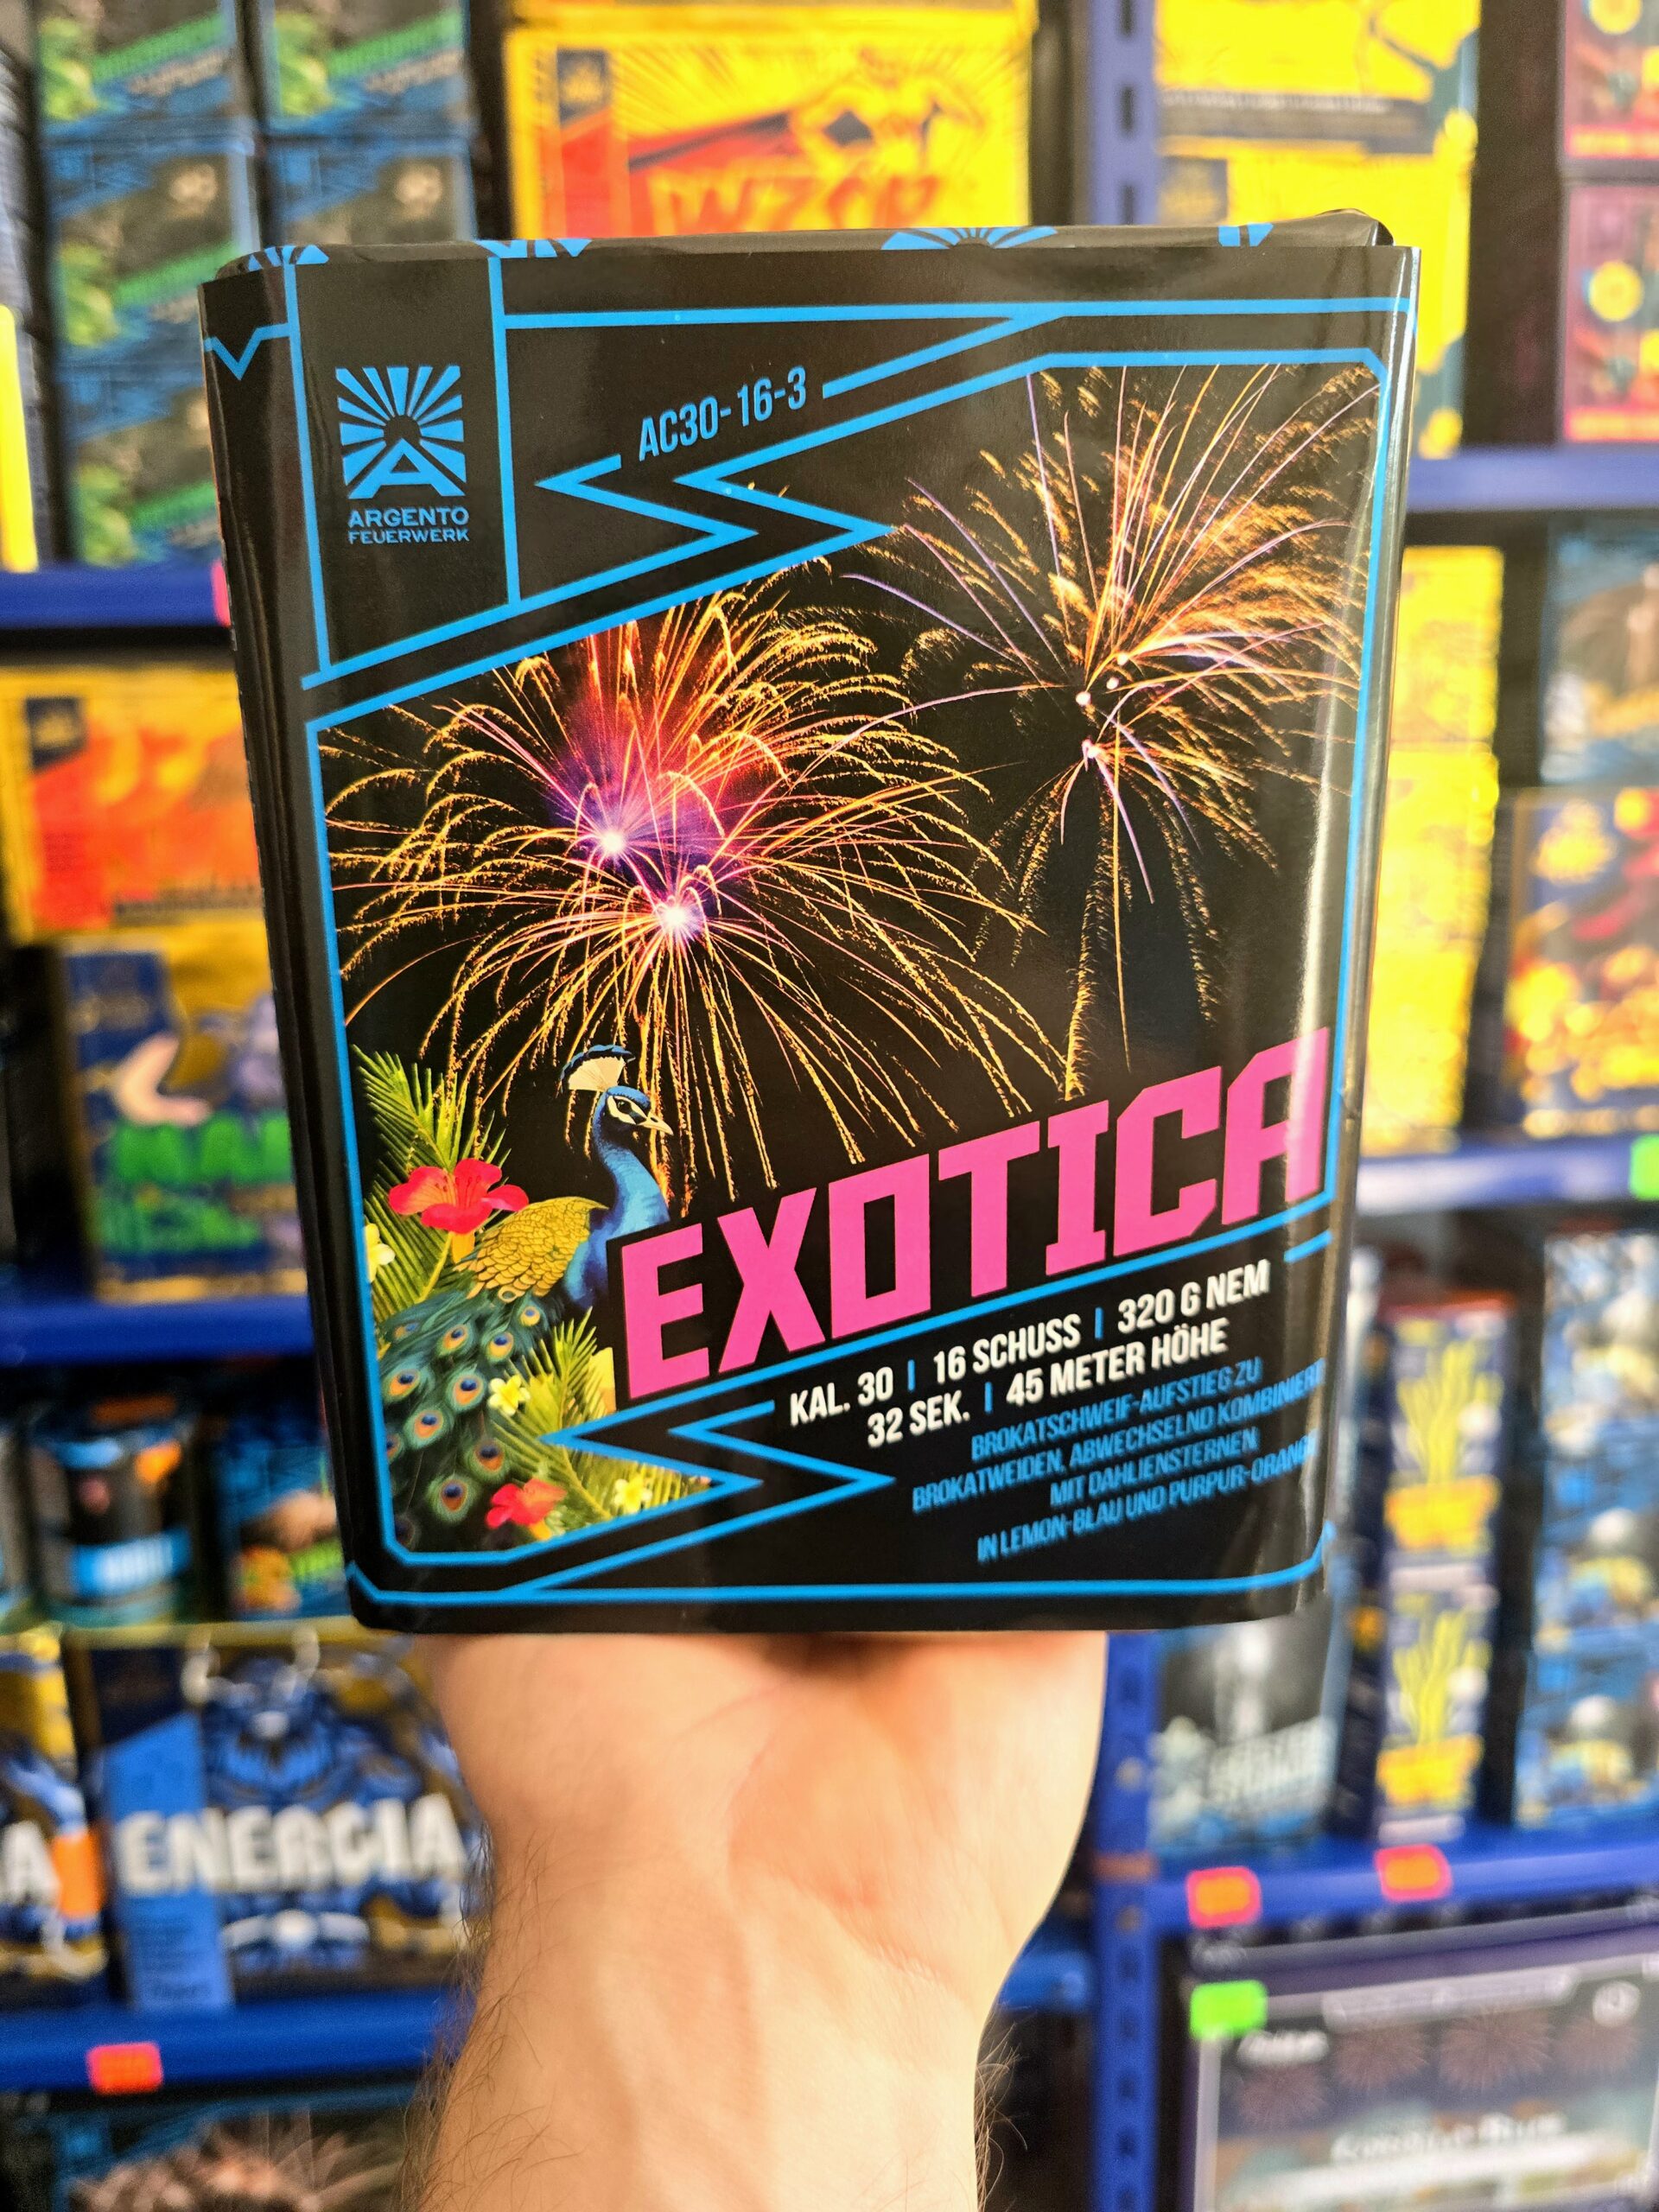 WZGR
AC30-16-3
ARGENTO
FEUERWERK
EXOTICA
KAL. 30 | 16 SCHUSS | 320 G NEM
32 SEK. | 45 METER HÖHE
BROKATSCHWEIF-AUFSTIEG ZU
BROKATWEIDEN, ABWECHSELND KOMBINIERT
MIT DAHLIENSTERNEN
IN LEMON-BLAU UND PURPUR-ORANGE
ENERGIA